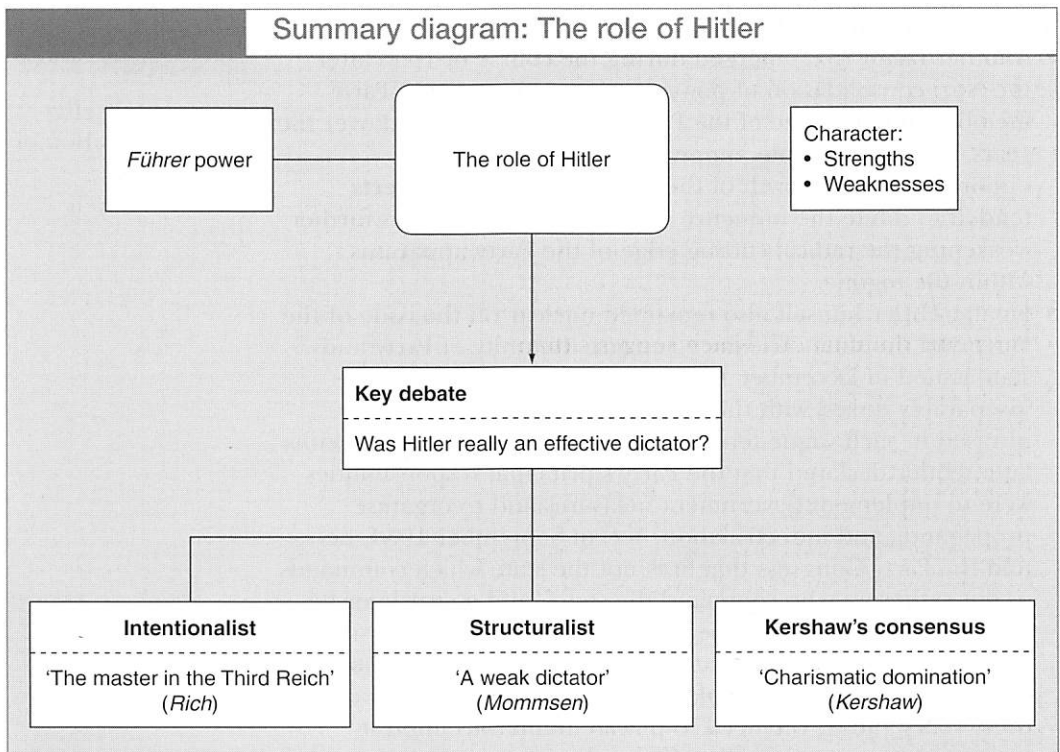 Summary diagram: The role of Hitler
Führer power
The role of Hitler
Character:
• Strengths
• Weaknesses
Key debate
Was Hitler really an effective dictator?
Intentionalist
'The master in the Third Reich'
(Rich)
Structuralist
'A weak dictator'
(Mommsen)
Kershaw's consensus
'Charismatic domination'
(Kershaw)